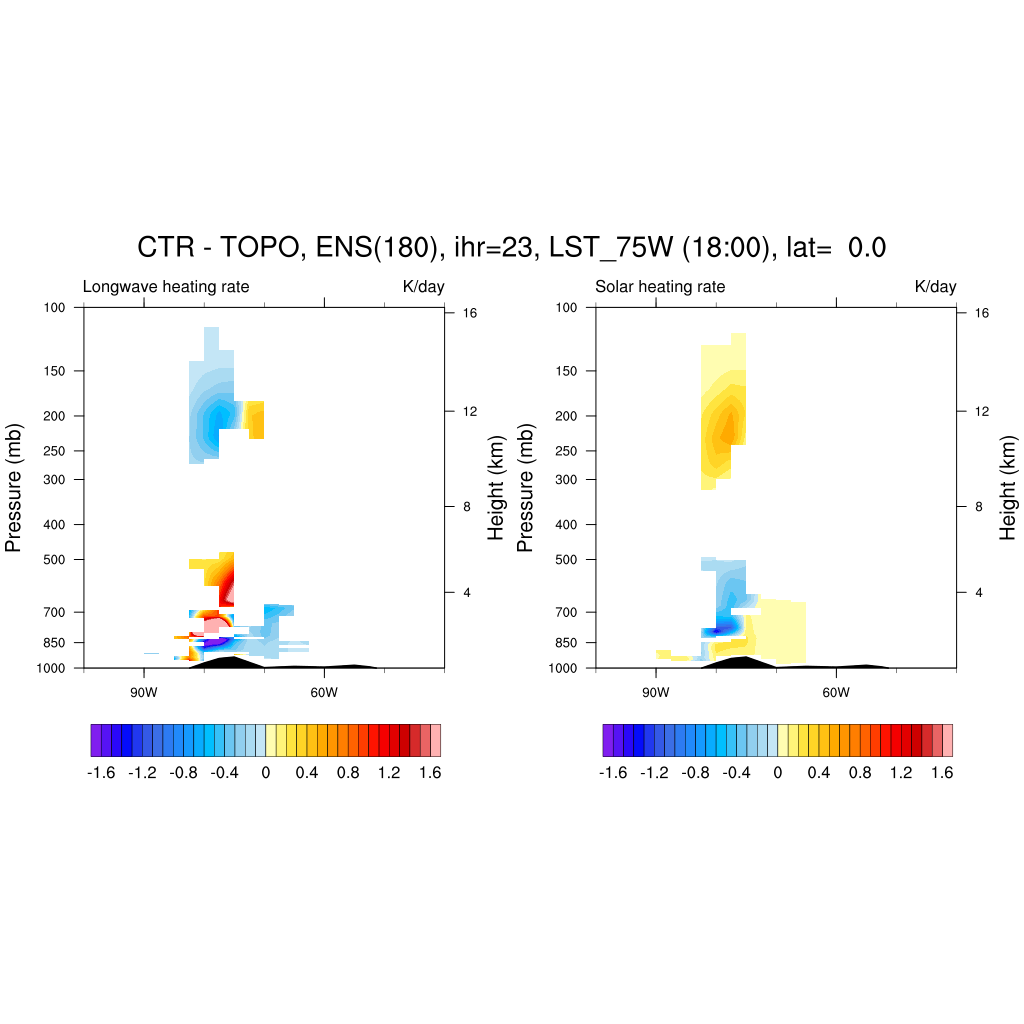 CTR - TOPO, ENS(180), ihr=23, LST_75W (18:00), lat=  0.0
Longwave heating rate K/day
Solar heating rate K/day
100
150
200
250
300
400
500
700
850
1000
Pressure (mb)
16
12
8
4
Height (km)
90W 60W
-1.6 -1.2 -0.8 -0.4 0 0.4 0.8 1.2 1.6
100
150
200
250
300
400
500
700
850
1000
Pressure (mb)
16
12
8
4
Height (km)
90W 60W
-1.6 -1.2 -0.8 -0.4 0 0.4 0.8 1.2 1.6